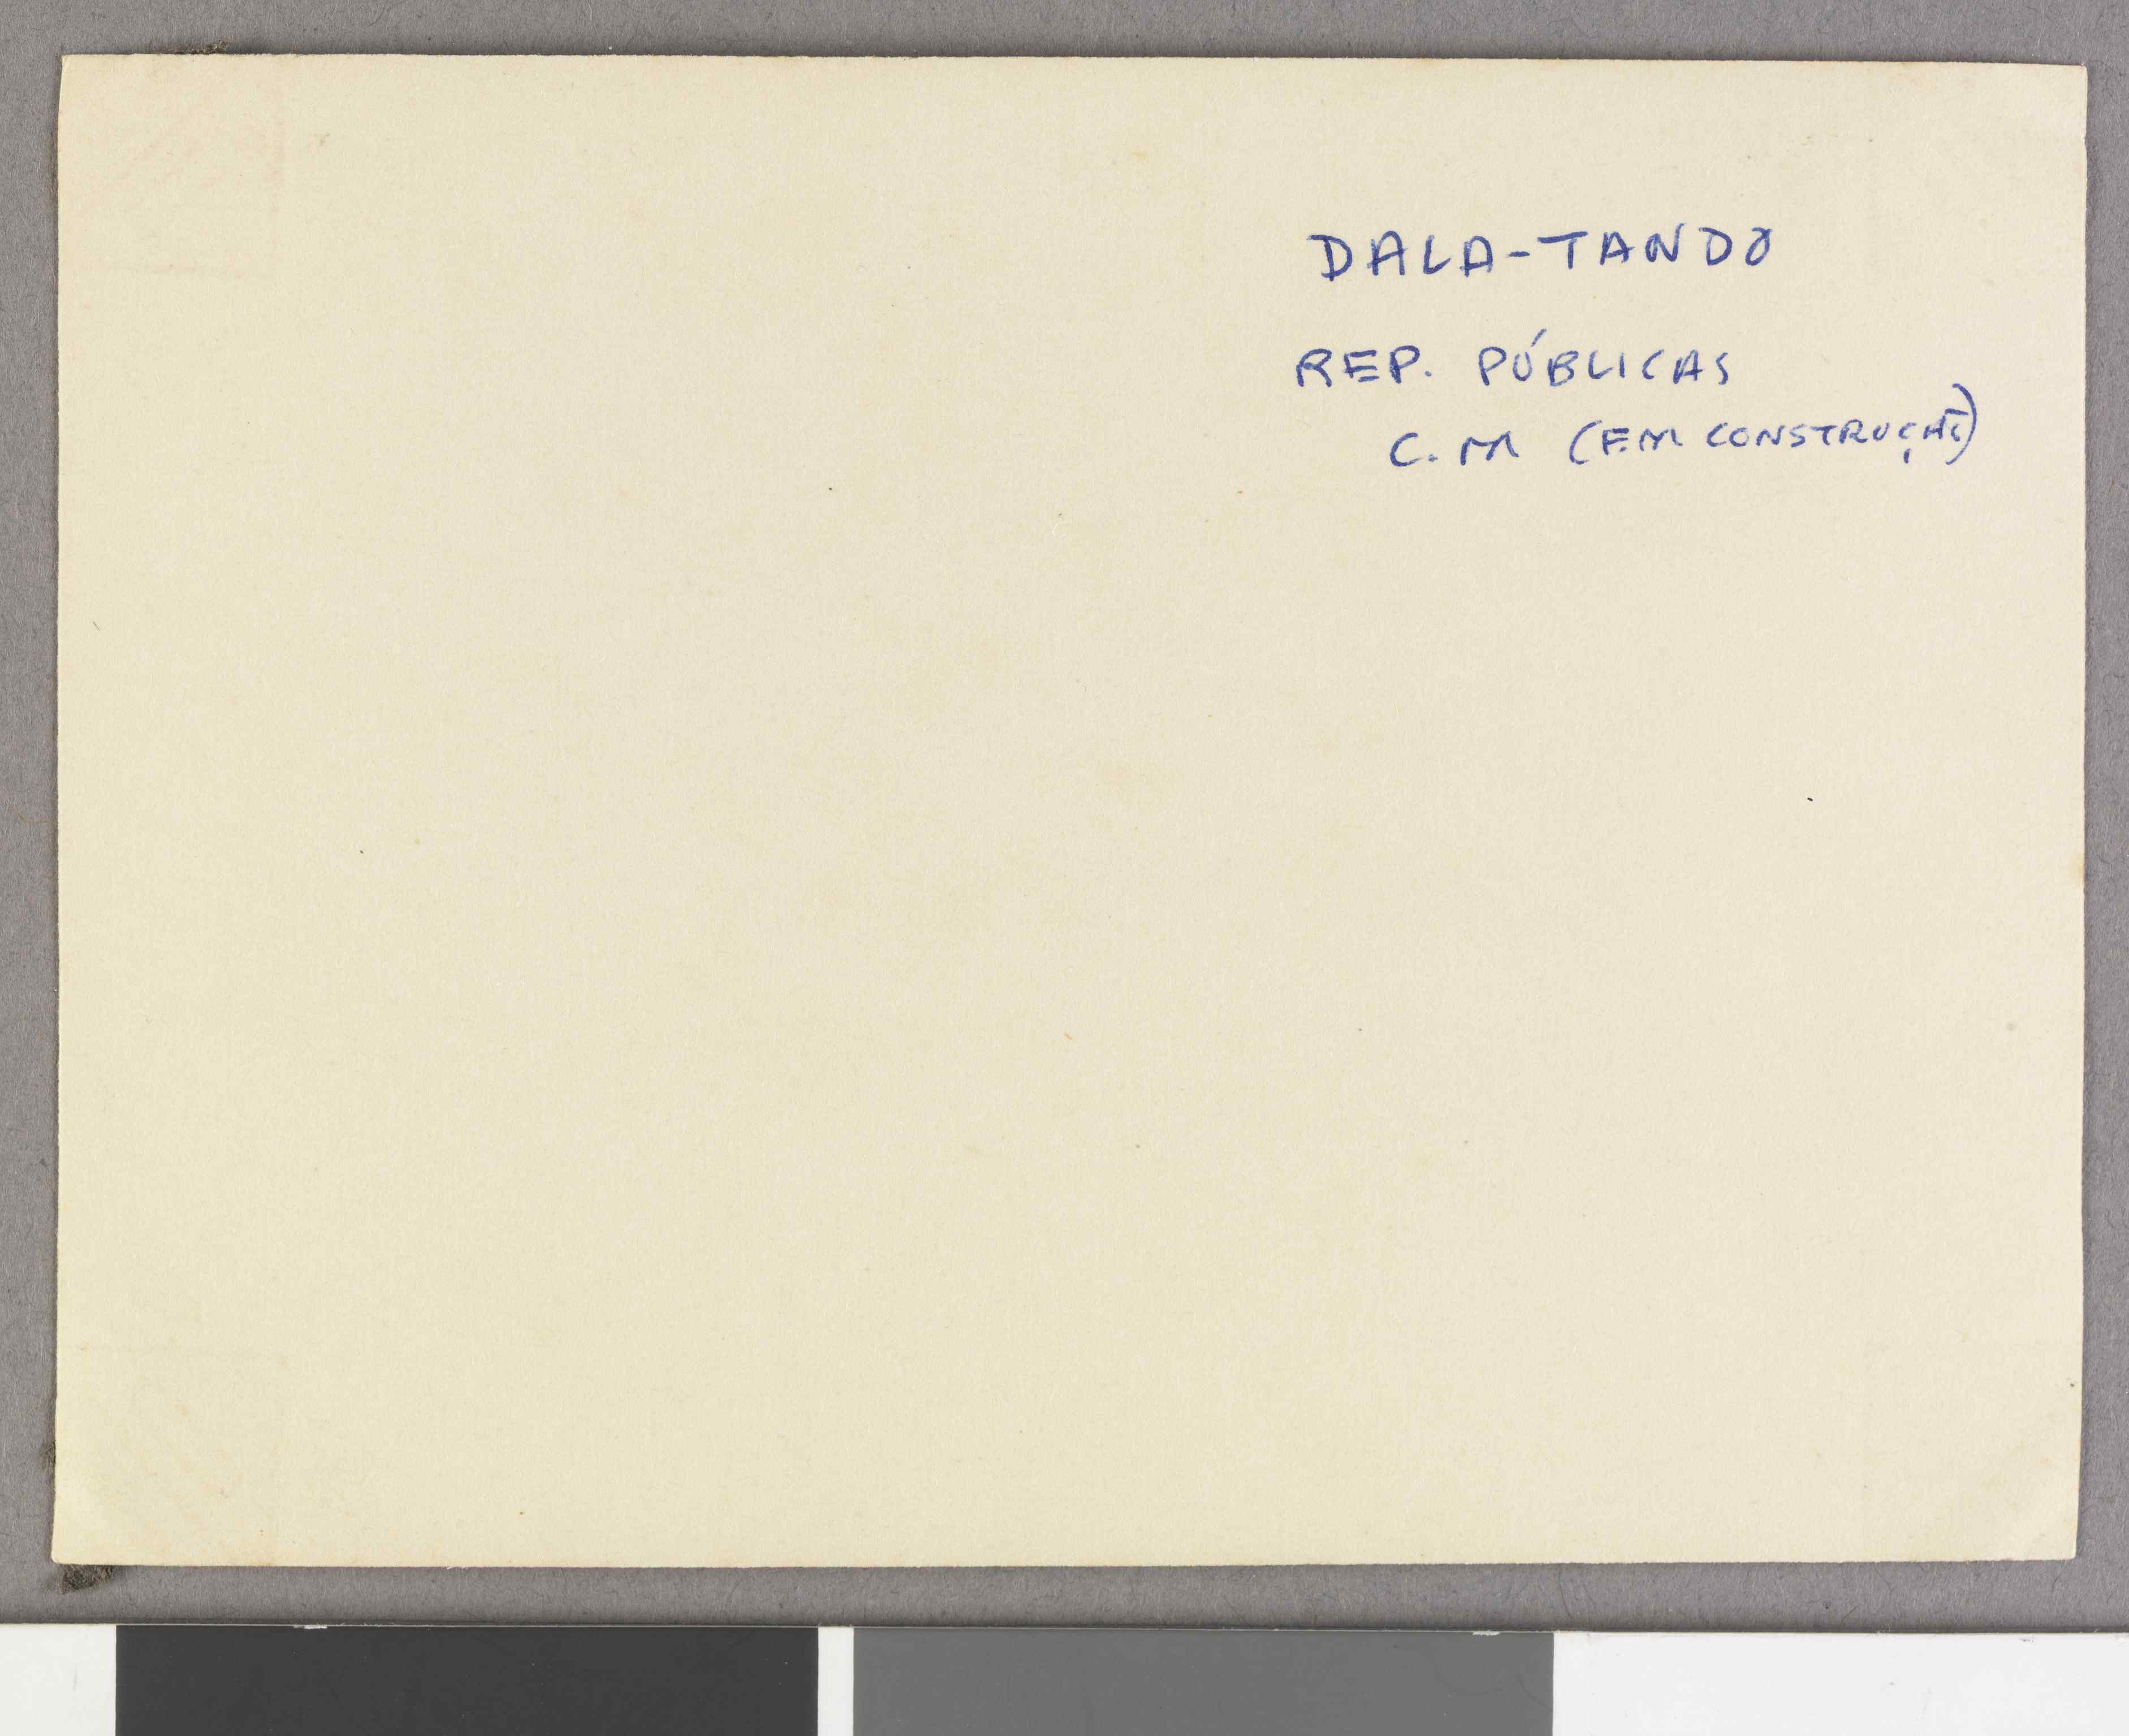 DALA-TANDO
REP. PÚBLICAS
C. M (EM CONSTRUÇÃO)